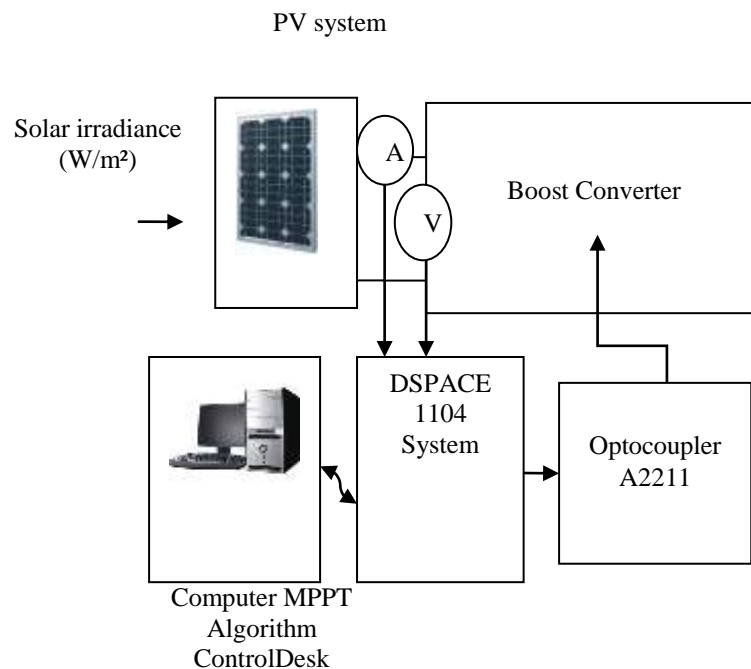 PV system
Solar irradiance
(W/m²)
A
V
Boost Converter
DSPACE
1104
System
Optocoupler
A2211
Computer MPPT
Algorithm
ControlDesk